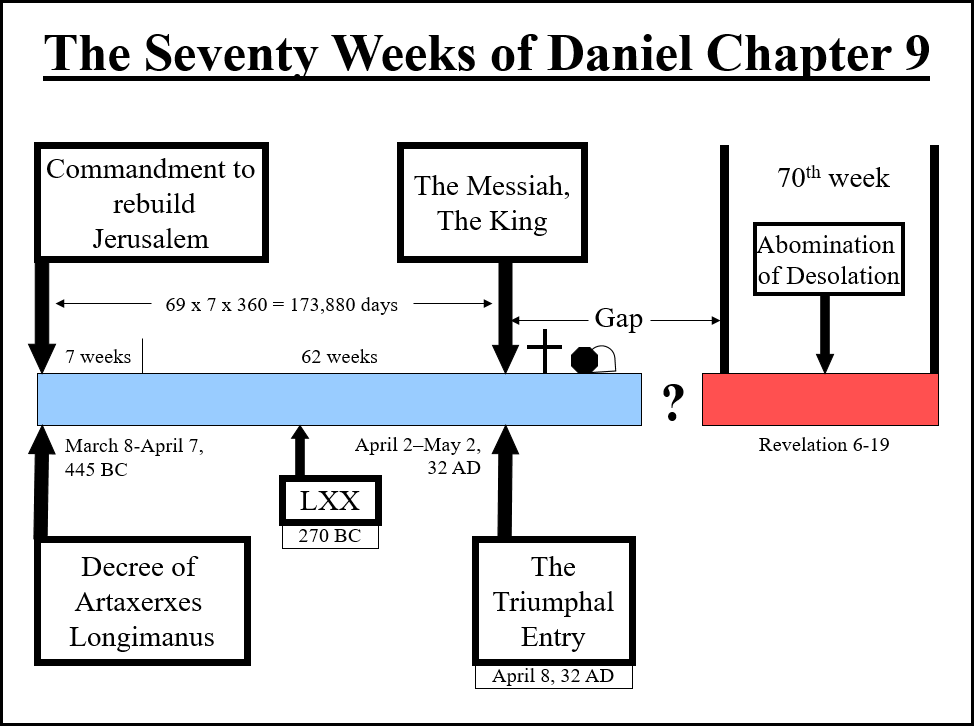 The Seventy Weeks of Daniel Chapter 9
Commandment to
rebuild
Jerusalem
The Messiah,
The King
70th week
Abomination
of Desolation
69 x 7 x 360 = 173,880 days
Gap
7 weeks
62 weeks
?
March 8-April 7,
445 BC
April 2–May 2,
32 AD
Revelation 6-19
LXX
270 BC
Decree of
Artaxerxes
Longimanus
The
Triumphal
Entry
April 8, 32 AD